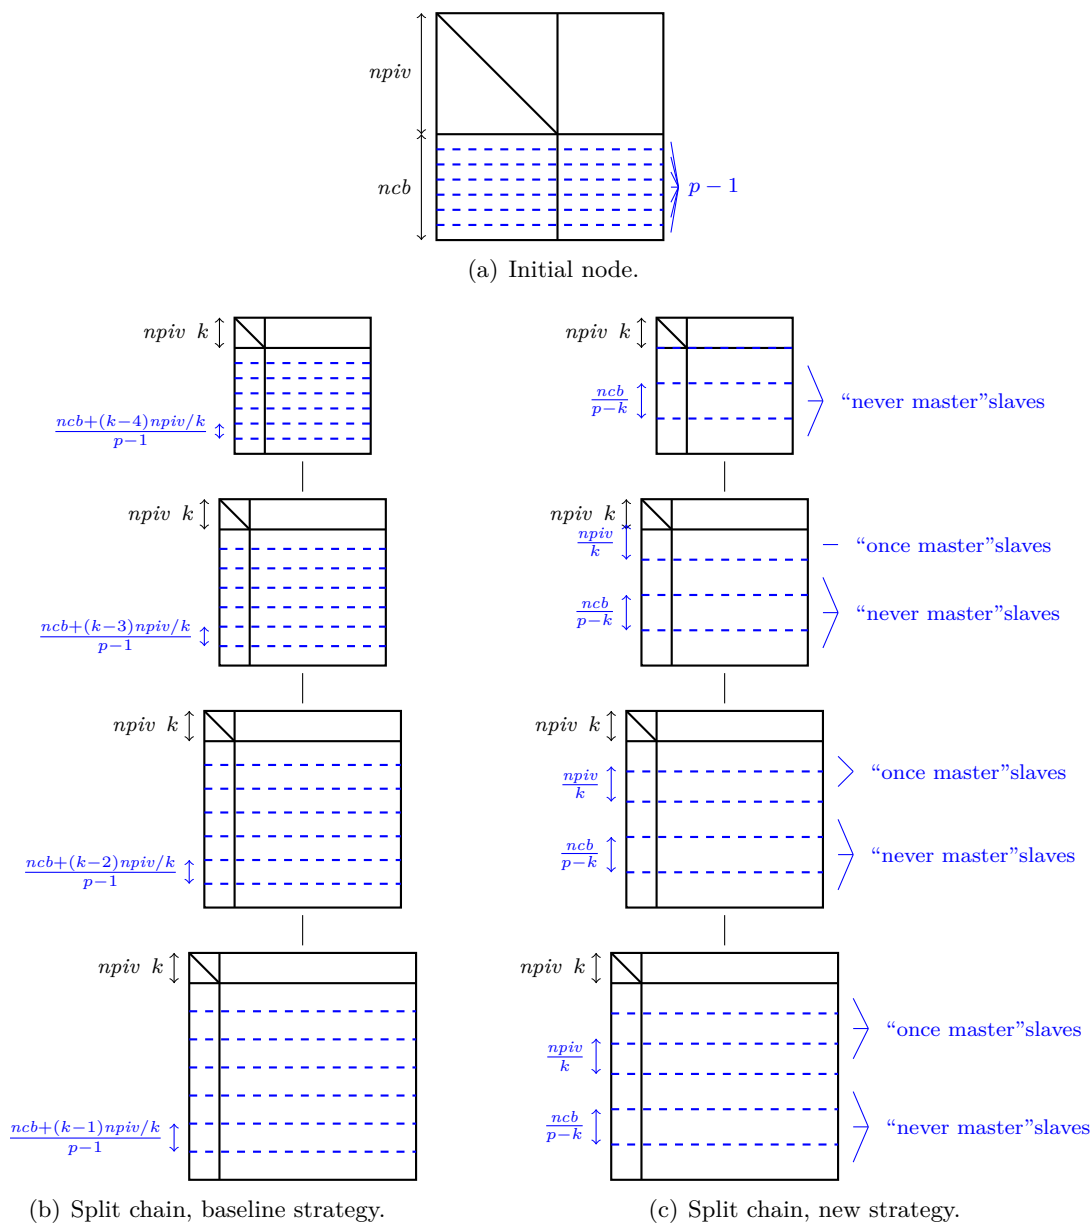 npiv
ncb
p − 1
(a) Initial node.
npiv k
ncb+(k−4)npiv/k
p−1
npiv k
ncb
p−k
“never master”slaves
npiv k
ncb+(k−3)npiv/k
p−1
npiv k
npiv
k
“once master”slaves
ncb
p−k
“never master”slaves
npiv k
ncb+(k−2)npiv/k
p−1
npiv k
npiv
k
“once master”slaves
ncb
p−k
“never master”slaves
npiv k
ncb+(k−1)npiv/k
p−1
npiv k
npiv
k
“once master”slaves
ncb
p−k
“never master”slaves
(b) Split chain, baseline strategy.
(c) Split chain, new strategy.